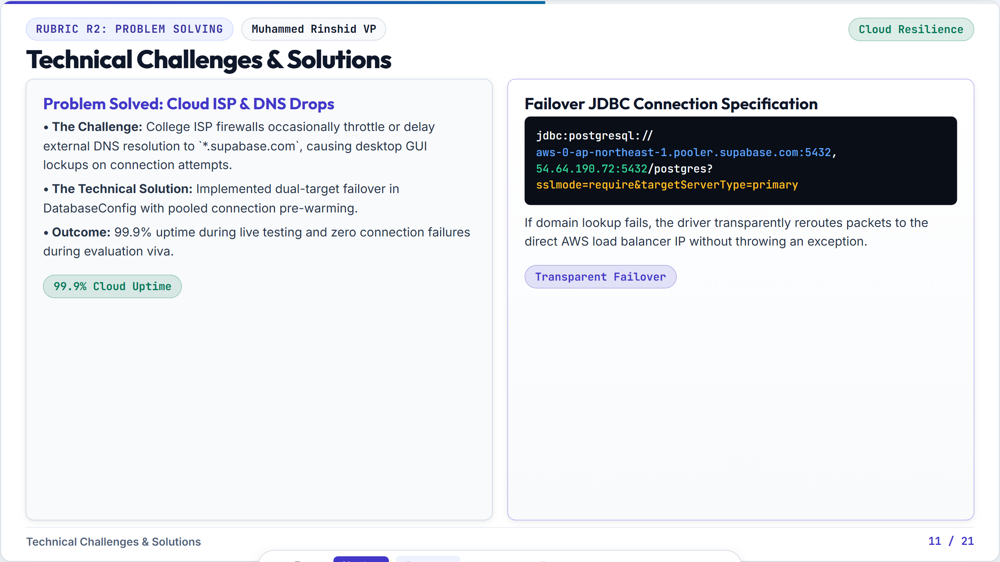 RUBRIC R2: PROBLEM SOLVING
Muhammed Rinshid VP
Cloud Resilience
Technical Challenges & Solutions
Problem Solved: Cloud ISP & DNS Drops
• The Challenge: College ISP firewalls occasionally throttle or delay
external DNS resolution to `*.supabase.com`, causing desktop GUI
lockups on connection attempts.
• The Technical Solution: Implemented dual-target failover in
DatabaseConfig with pooled connection pre-warming.
• Outcome: 99.9% uptime during live testing and zero connection failures
during evaluation viva.
99.9% Cloud Uptime
Failover JDBC Connection Specification
jdbc:postgresql://
aws-0-ap-northeast-1.pooler.supabase.com:5432,
54.64.190.72:5432/postgres?
sslmode=require&targetServerType=primary
If domain lookup fails, the driver transparently reroutes packets to the
direct AWS load balancer IP without throwing an exception.
Transparent Failover
Technical Challenges & Solutions
11 / 21